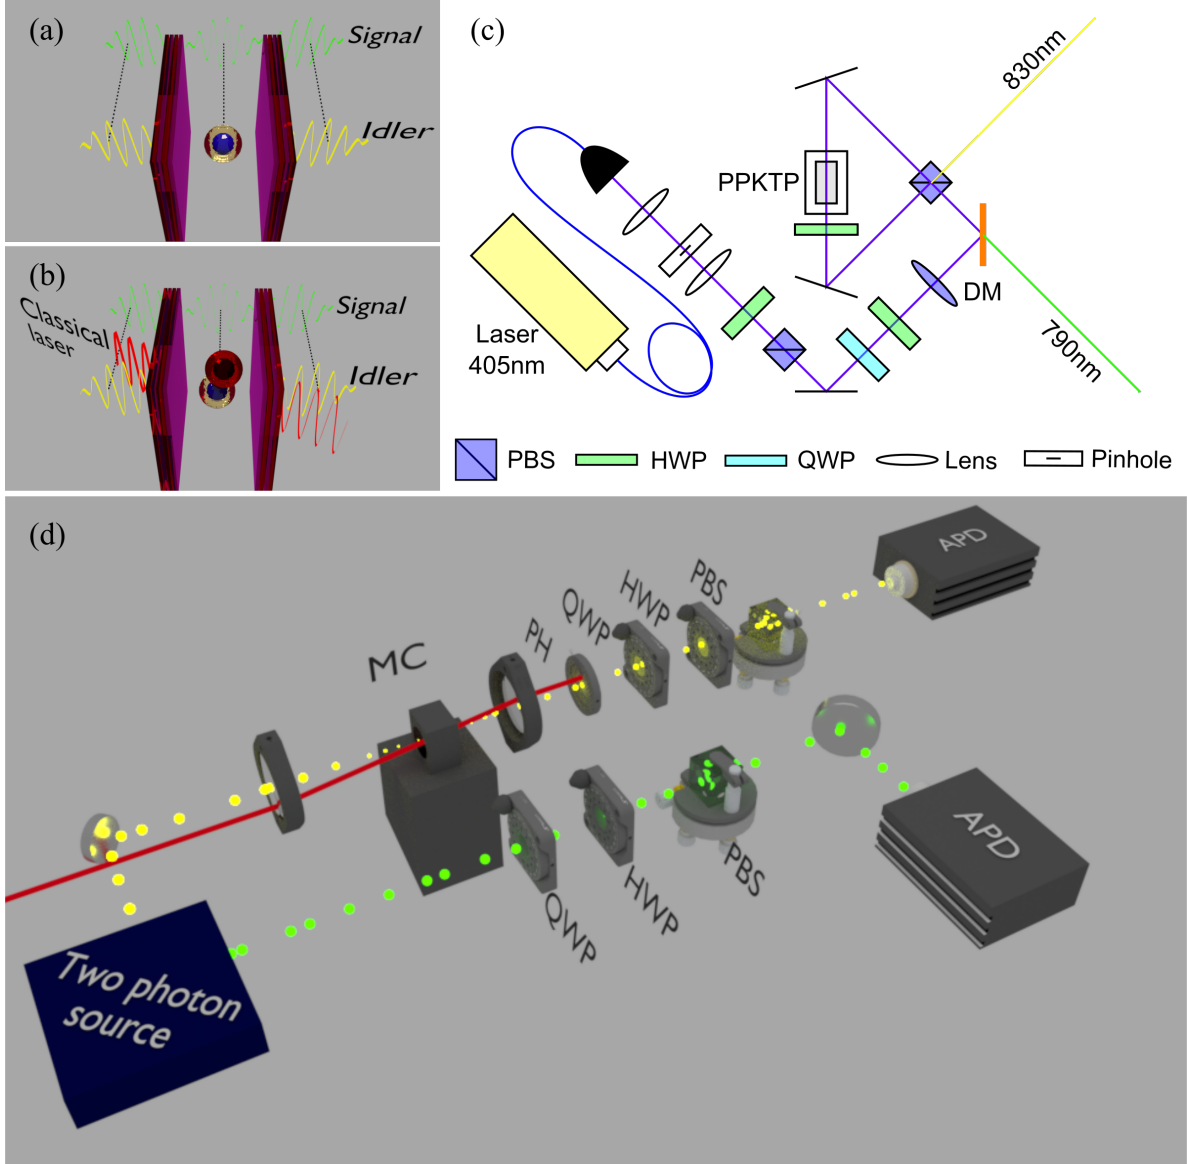 (a)
Signal
Idler
(b)
Classical
laser
Signal
Idler
(c)
830nm
PPKTP
DM
Laser
405nm
790nm
PBS
HWP
QWP
Lens
Pinhole
(d)
APD
PBS
HWP
QWP
PH
MC
APD
PBS
HWP
QWP
Two photon
source